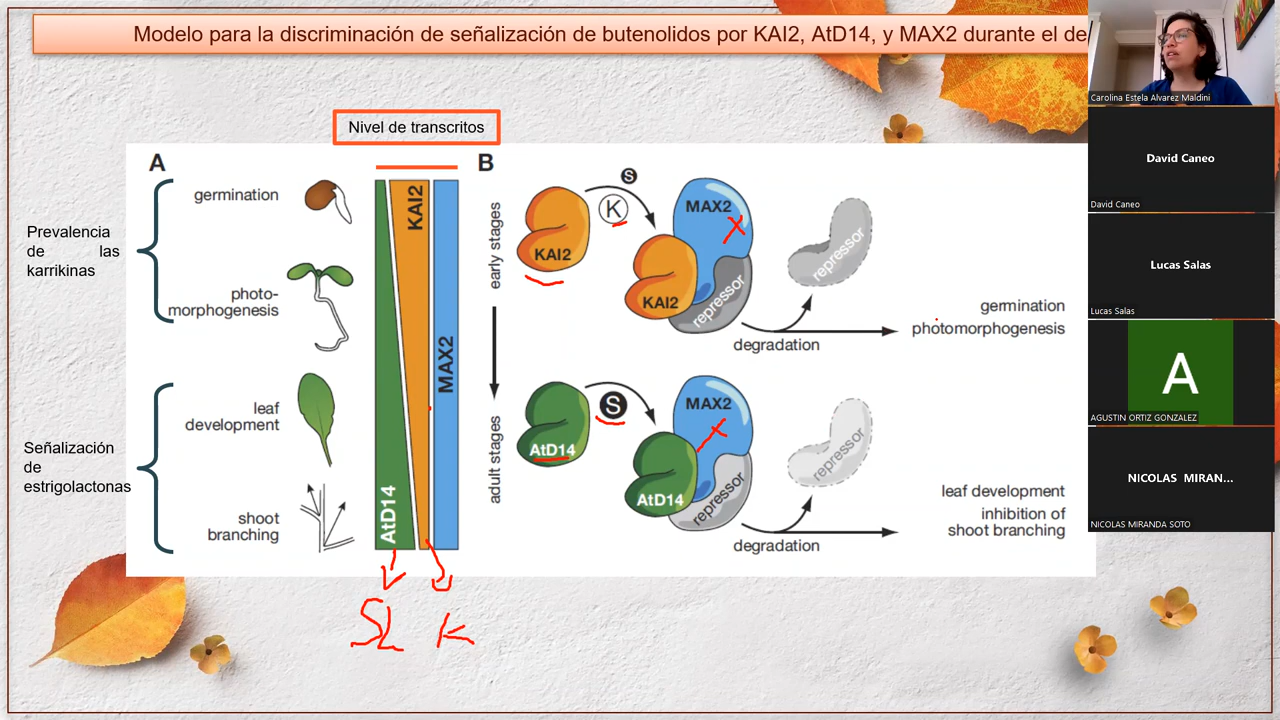 Modelo para la discriminación de señalización de butenolidos por KAI2, AtD14, y MAX2 durante el de
Nivel de transcritos
Prevalencia
de las
karrikinas
Señalización
de
estrigolactonas
A
germination
photo-
morphogenesis
leaf
development
shoot
branching
AtD14
KAI2
MAX2
SL K
B
early stages
adult stages
S
K
KAI2
MAX2
KAI2
repressor
repressor
degradation
germination
photomorphogenesis
S
AtD14
MAX2
AtD14
repressor
repressor
degradation
leaf development
inhibition of
shoot branching
Carolina Estela Alvarez Maldini
David Caneo
David Caneo
Lucas Salas
Lucas Salas
A
AGUSTIN ORTIZ GONZALEZ
NICOLAS MIRAN...
NICOLAS MIRANDA SOTO